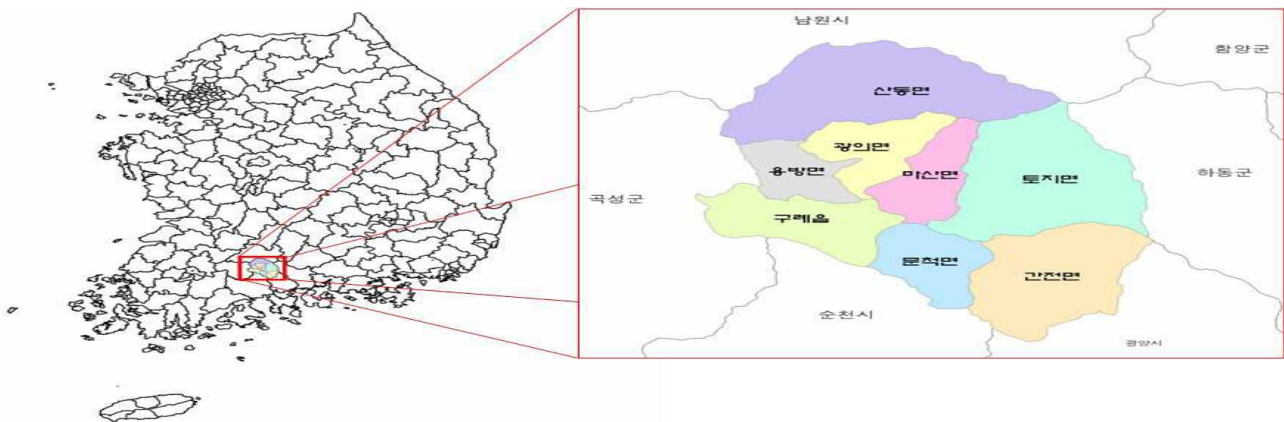 남원시
함양군
산동면
광의면
용방면
마산면
토지면
하동군
곡성군
구례읍
문척면
간전면
순천시
광양시